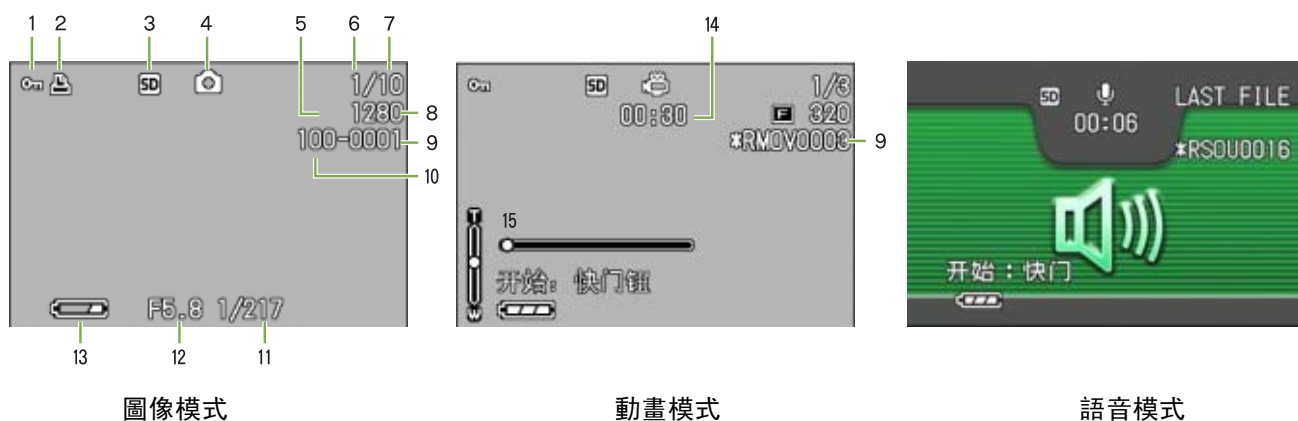 1 2 3 4 5 6 7
SD 1/10
1280 8
100-0001 9
10
F5.8 1/217
13 12 11
圖像模式
14
SD 1/3
00:30 F 320
*RMOV0003 9
T
15
开始: 快门钮
W
動畫模式
SD LAST FILE
00:06
*RSOU0016
开始:快门
語音模式